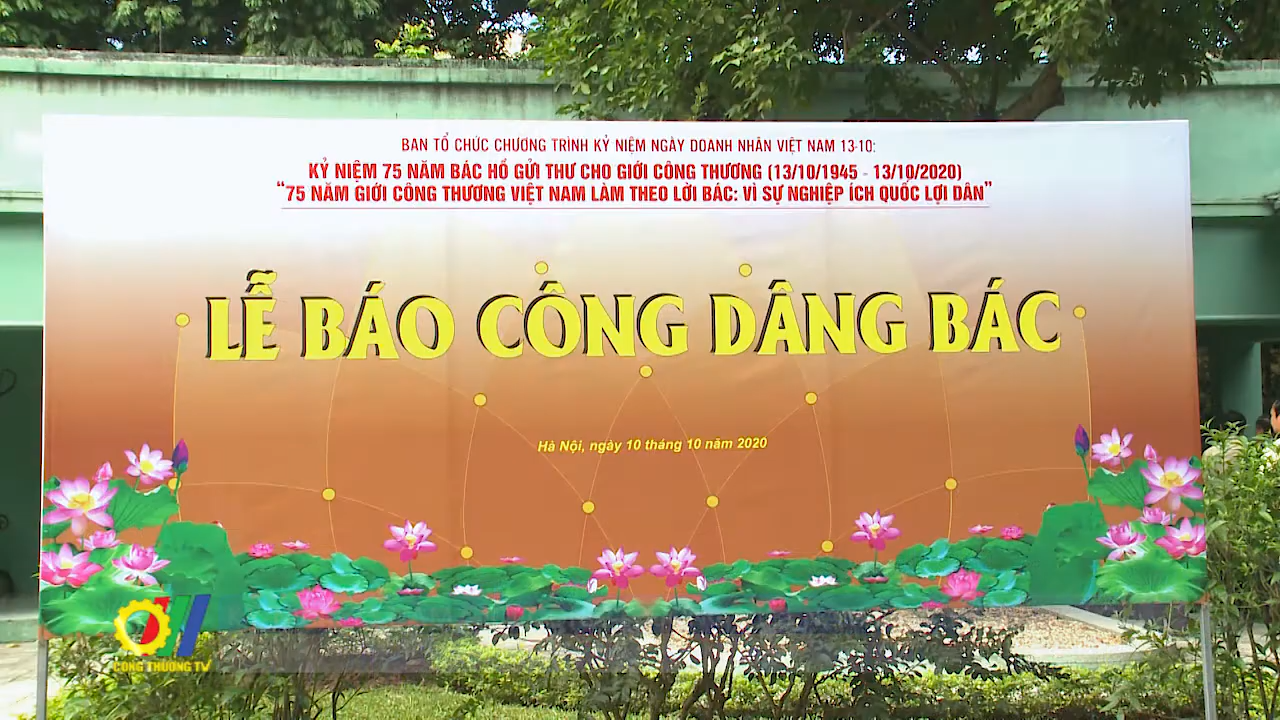 BAN TỔ CHỨC CHƯƠNG TRÌNH KỶ NIỆM NGÀY DOANH NHÂN VIỆT NAM 13-10:
KỶ NIỆM 75 NĂM BÁC HỒ GỬI THƯ CHO GIỚI CÔNG THƯƠNG (13/10/1945 - 13/10/2020)
“75 NĂM GIỚI CÔNG THƯƠNG VIỆT NAM LÀM THEO LỜI BÁC: VÌ SỰ NGHIỆP ÍCH QUỐC LỢI DÂN”
LỄ BÁO CÔNG DÂNG BÁC
Hà Nội, ngày 10 tháng 10 năm 2020
CÔNG THƯƠNG TV